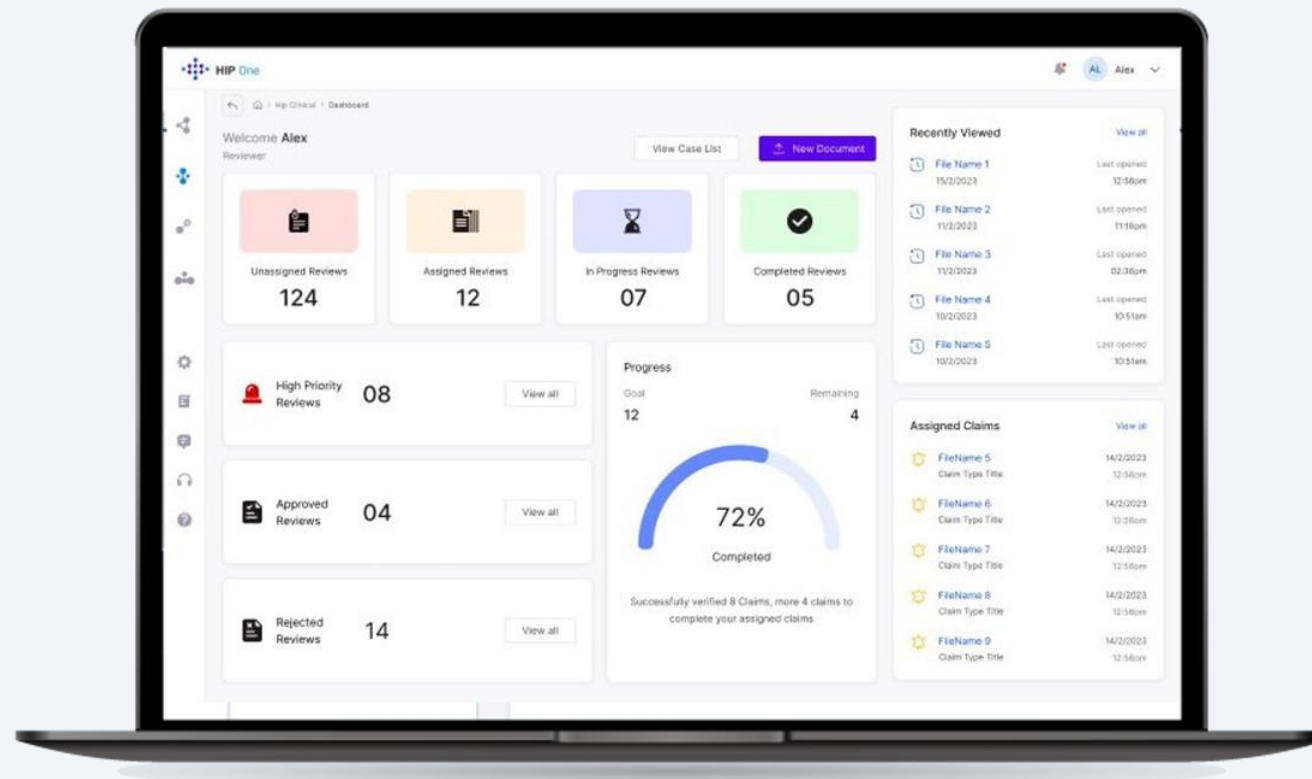 HIP One
AL Alex
Hip Clinical
Dashboard
Welcome Alex
Reviewer
View Case List
New Document
Unassigned Reviews
124
Assigned Reviews
12
In Progress Reviews
07
Completed Reviews
05
High Priority
Reviews
08
View all
Approved
Reviews
04
View all
Rejected
Reviews
14
View all
Progress
Goal
Remaining
12
4
72%
Completed
Successfully verified 8 Claims, more 4 claims to
complete your assigned claims
Recently Viewed
View all
File Name 1
Last opened
15/2/2023
12:56pm
File Name 2
Last opened
11/2/2023
11:16pm
File Name 3
Last opened
11/2/2023
02:36pm
File Name 4
Last opened
10/2/2023
10:51am
File Name 5
Last opened
10/2/2023
10:51am
Assigned Claims
View all
FileName 5
14/2/2023
Claim Type Title
12:56pm
FileName 6
14/2/2023
Claim Type Title
12:56pm
FileName 7
14/2/2023
Claim Type Title
12:56pm
FileName 8
14/2/2023
Claim Type Title
12:56pm
FileName 9
14/2/2023
Claim Type Title
12:56pm